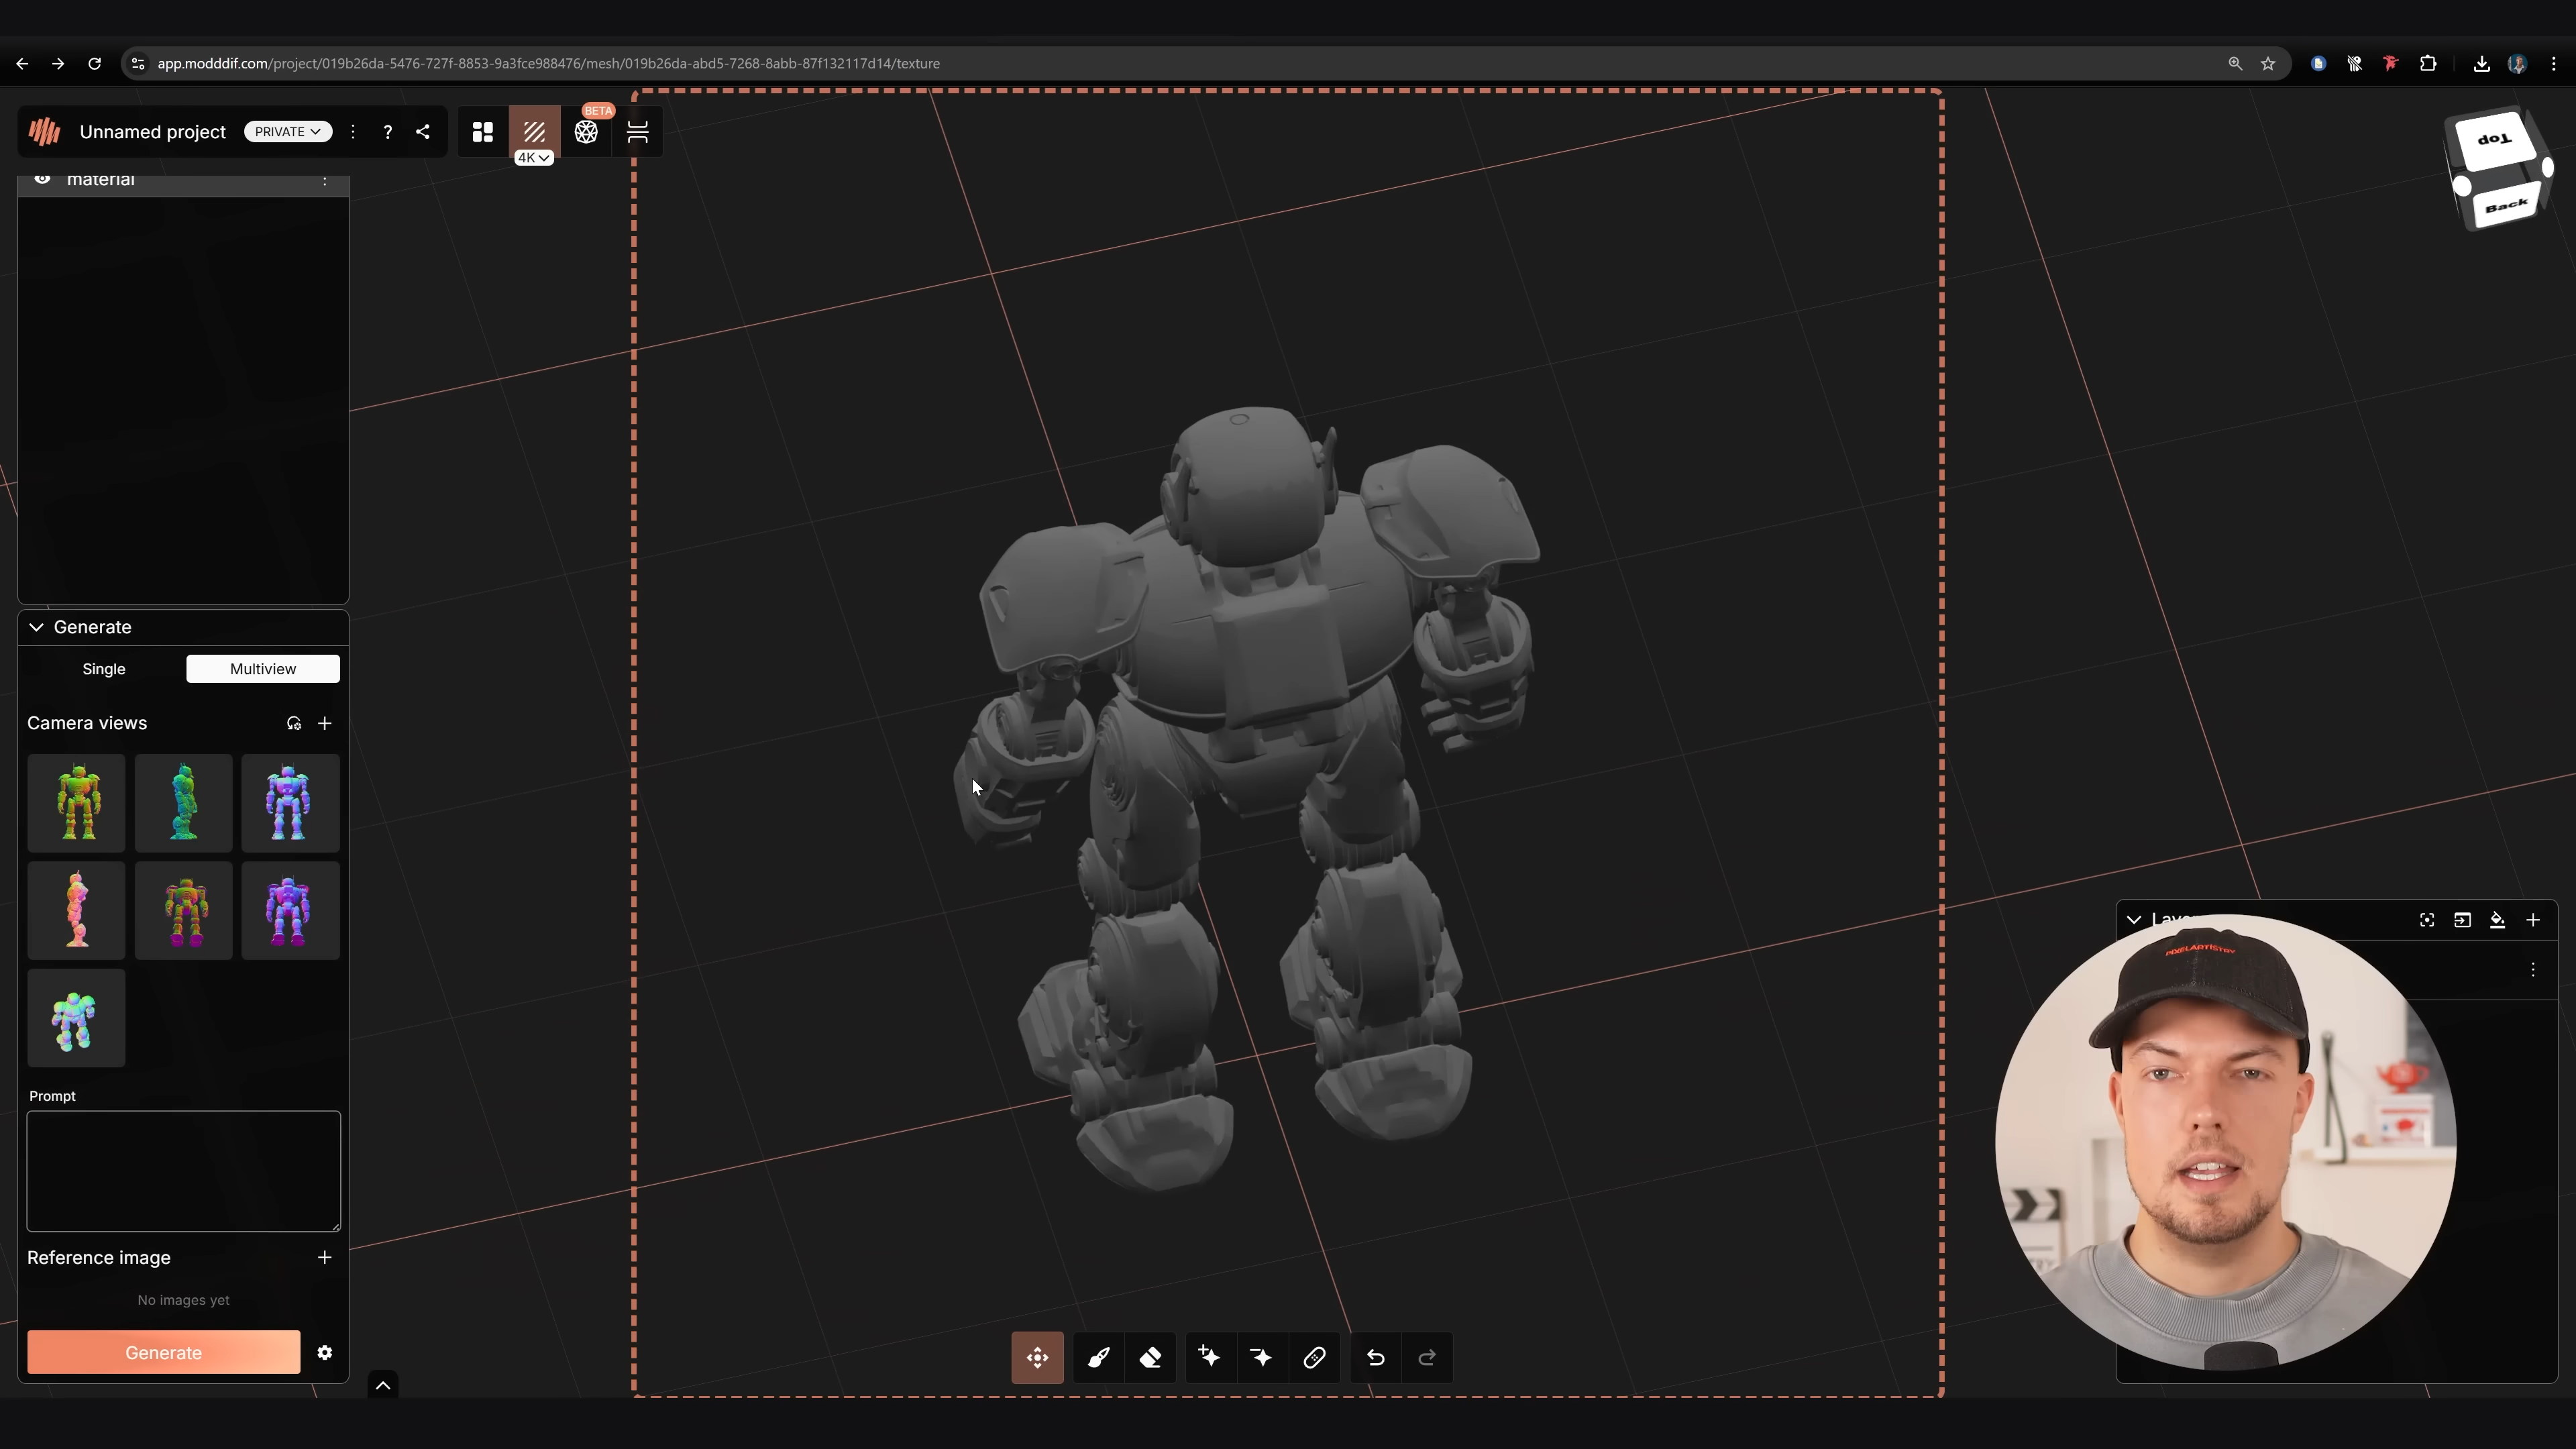 app.modddif.com/project/019b26da-5476-727f-8853-9a3fce988476/mesh/019b26da-abd5-7268-8abb-87f132117d14/texture
Unnamed project
PRIVATE
?
BETA
4K
Top
Back
material
Generate
Single
Multiview
Camera views
Prompt
Reference image
No images yet
Generate
PIXELARTISTRY